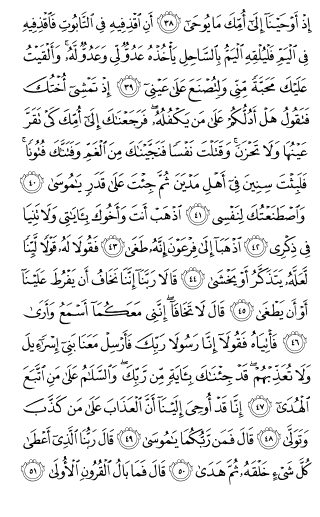 إِذْ أَوْحَيْنَآ إِلَىٰٓ أُمِّكَ مَا يُوحَىٰٓ ٣٨ أَنِ ٱقْذِفِيهِ فِى ٱلتَّابُوتِ فَٱقْذِفِيهِ
فِى ٱلْيَمِّ فَلْيُلْقِهِ ٱلْيَمُّ بِٱلسَّاحِلِ يَأْخُذْهُ عَدُوٌّ لِّى وَعَدُوٌّ لَّهُۥ ۚ وَأَلْقَيْتُ
عَلَيْكَ مَحَبَّةً مِّنِّى وَلِتُصْنَعَ عَلَىٰ عَيْنِىٓ ٣٩ إِذْ تَمْشِىٓ أُخْتُكَ
فَتَقُولُ هَلْ أَدُلُّكُمْ عَلَىٰ مَن يَكْفُلُهُۥ ۖ فَرَجَعْنَـٰكَ إِلَىٰٓ أُمِّكَ كَىْ تَقَرَّ
عَيْنُهَا وَلَا تَحْزَنَ ۚ وَقَتَلْتَ نَفْسًا فَنَجَّيْنَـٰكَ مِنَ ٱلْغَمِّ وَفَتَنَّـٰكَ فُتُونًا ۚ
فَلَبِثْتَ سِنِينَ فِىٓ أَهْلِ مَدْيَنَ ثُمَّ جِئْتَ عَلَىٰ قَدَرٍ يَـٰمُوسَىٰ ٤٠
وَٱصْطَنَعْتُكَ لِنَفْسِى ٤١ ٱذْهَبْ أَنتَ وَأَخُوكَ بِـَٔايَـٰتِى وَلَا تَنِيَا
فِى ذِكْرِى ٤٢ ٱذْهَبَآ إِلَىٰ فِرْعَوْنَ إِنَّهُۥ طَغَىٰ ٤٣ فَقُولَا لَهُۥ قَوْلًا لَّيِّنًا
لَّعَلَّهُۥ يَتَذَكَّرُ أَوْ يَخْشَىٰ ٤٤ قَالَا رَبَّنَآ إِنَّنَا نَخَافُ أَن يَفْرُطَ عَلَيْنَآ
أَوْ أَن يَطْغَىٰ ٤٥ قَالَ لَا تَخَافَآ ۖ إِنَّنِى مَعَكُمَآ أَسْمَعُ وَأَرَىٰ
٤٦ فَأْتِيَاهُ فَقُولَآ إِنَّا رَسُولَا رَبِّكَ فَأَرْسِلْ مَعَنَا بَنِىٓ إِسْرَٰٓءِيلَ
وَلَا تُعَذِّبْهُمْ ۖ قَدْ جِئْنَـٰكَ بِـَٔايَةٍ مِّن رَّبِّكَ ۖ وَٱلسَّلَـٰمُ عَلَىٰ مَنِ ٱتَّبَعَ
ٱلْهُدَىٰٓ ٤٧ إِنَّا قَدْ أُوحِىَ إِلَيْنَآ أَنَّ ٱلْعَذَابَ عَلَىٰ مَن كَذَّبَ
وَتَوَلَّىٰ ٤٨ قَالَ فَمَن رَّبُّكُمَا يَـٰمُوسَىٰ ٤٩ قَالَ رَبُّنَا ٱلَّذِىٓ أَعْطَىٰ
كُلَّ شَىْءٍ خَلْقَهُۥ ثُمَّ هَدَىٰ ٥٠ قَالَ فَمَا بَالُ ٱلْقُرُونِ ٱلْأُولَىٰ ٥١